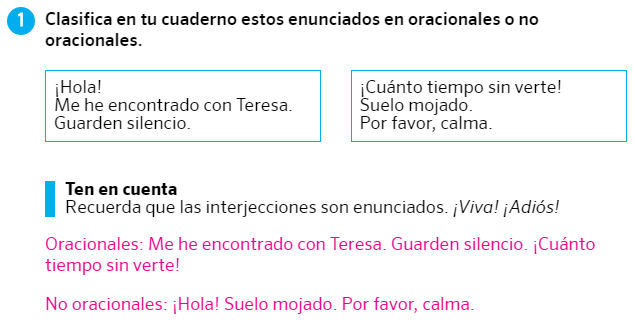 1 Clasifica en tu cuaderno estos enunciados en oracionales o no
oracionales.
¡Hola!
Me he encontrado con Teresa.
Guarden silencio.
¡Cuánto tiempo sin verte!
Suelo mojado.
Por favor, calma.
Ten en cuenta
Recuerda que las interjecciones son enunciados. ¡Viva! ¡Adiós!
Oracionales: Me he encontrado con Teresa. Guarden silencio. ¡Cuánto
tiempo sin verte!
No oracionales: ¡Hola! Suelo mojado. Por favor, calma.